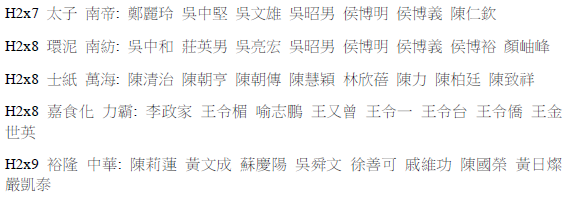 H2x7 太子 南帝: 鄭麗玲 吳中堅 吳文雄 吳昭男 侯博明 侯博義 陳仁欽
H2x8 環泥 南紡: 吳中和 莊英男 吳亮宏 吳昭男 侯博明 侯博義 侯博裕 顏岫峰
H2x8 士紙 萬海: 陳清治 陳朝亨 陳朝傳 陳慧穎 林欣蓓 陳力 陳柏廷 陳致祥
H2x8 嘉食化 力霸: 李政家 王令楣 喻志鵬 王又曾 王令一 王令台 王令僑 王金
世英
H2x9 裕隆 中華: 陳莉蓮 黃文成 蘇慶陽 吳舜文 徐善可 戚維功 陳國榮 黃日燦
嚴凱泰